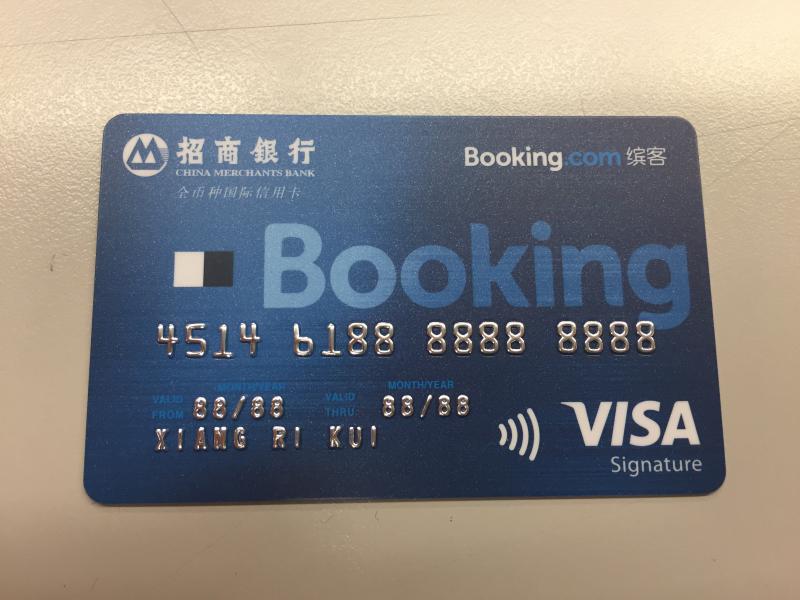 招商銀行
CHINA MERCHANTS BANK
全币种国际信用卡
Booking.com 缤客
Booking
4514 6188 8888 8888
MONTH/YEAR MONTH/YEAR
VALID FROM 88/88 VALID THRU 88/88
XIANG RI KUI
VISA
Signature